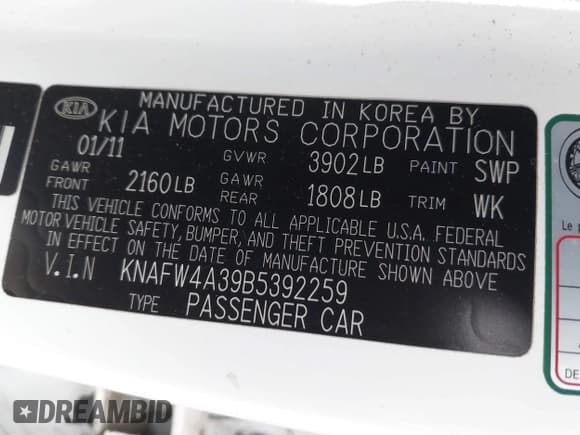 KIA
MANUFACTURED IN KOREA BY
KIA MOTORS CORPORATION
01/11 GVWR 3902LB PAINT SWP
GAWR FRONT 2160LB GAWR REAR 1808LB TRIM WK
THIS VEHICLE CONFORMS TO ALL APPLICABLE U.S.A. FEDERAL
MOTOR VEHICLE SAFETY, BUMPER, AND THEFT PREVENTION STANDARDS
IN EFFECT ON THE DATE OF MANUFACTURE SHOWN ABOVE
V.I.N KNAFW4A39B5392259
TYPE PASSENGER CAR
Le
DE
DREAMBID